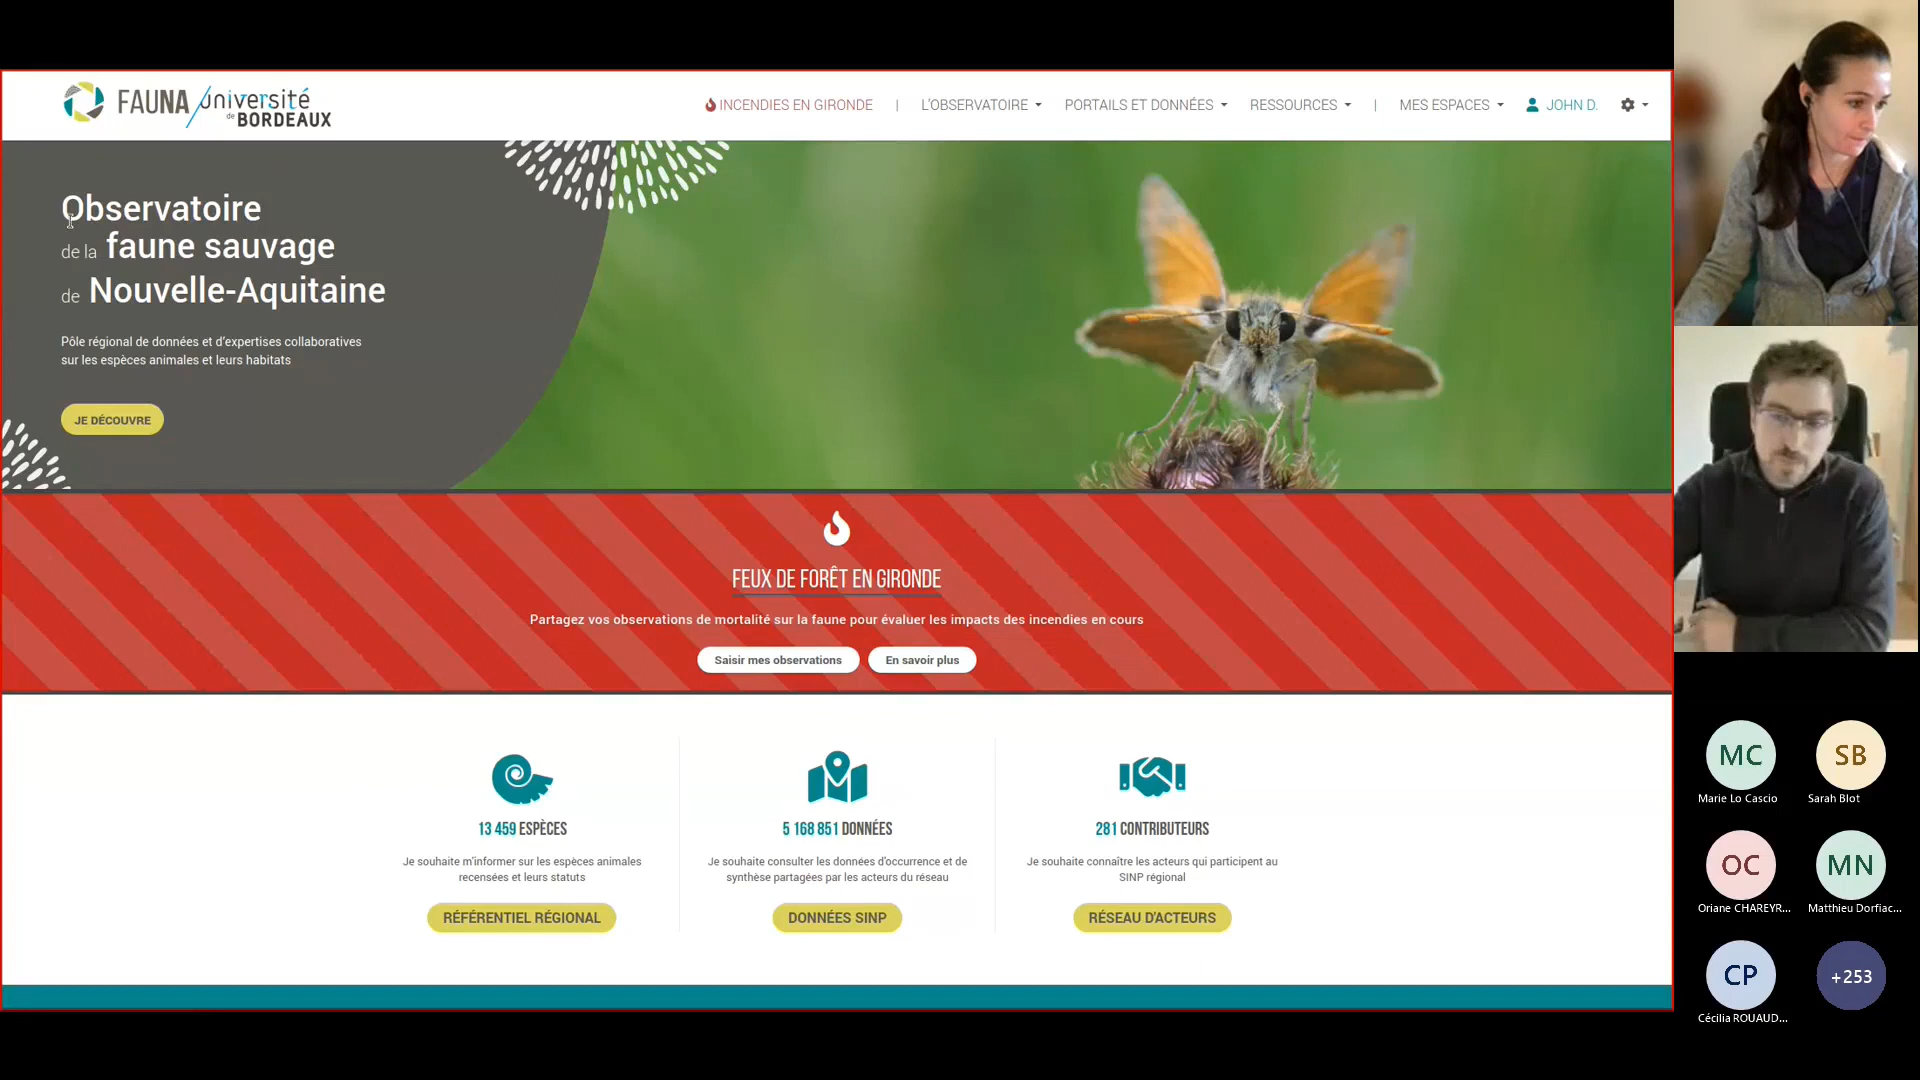 FAUNA Université
de BORDEAUX
INCENDIES EN GIRONDE | L'OBSERVATOIRE PORTAILS ET DONNÉES RESSOURCES | MES ESPACES JOHN D.
Observatoire
de la faune sauvage
de Nouvelle-Aquitaine
Pôle régional de données et d'expertises collaboratives
sur les espèces animales et leurs habitats
JE DÉCOUVRE
FEUX DE FORÊT EN GIRONDE
Partagez vos observations de mortalité sur la faune pour évaluer les impacts des incendies en cours
Saisir mes observations En savoir plus
13 459 ESPÈCES
Je souhaite m'informer sur les espèces animales
recensées et leurs statuts
RÉFÉRENTIEL RÉGIONAL
5 168 851 DONNÉES
Je souhaite consulter les données d'occurrence et de
synthèse partagées par les acteurs du réseau
DONNÉES SINP
281 CONTRIBUTEURS
Je souhaite connaître les acteurs qui participent au
SINP régional
RÉSEAU D'ACTEURS
MC
Marie Lo Cascio
SB
Sarah Blot
OC
Oriane CHAREYR...
MN
Matthieu Dorfiac...
CP
Cécilia ROUAUD...
+253